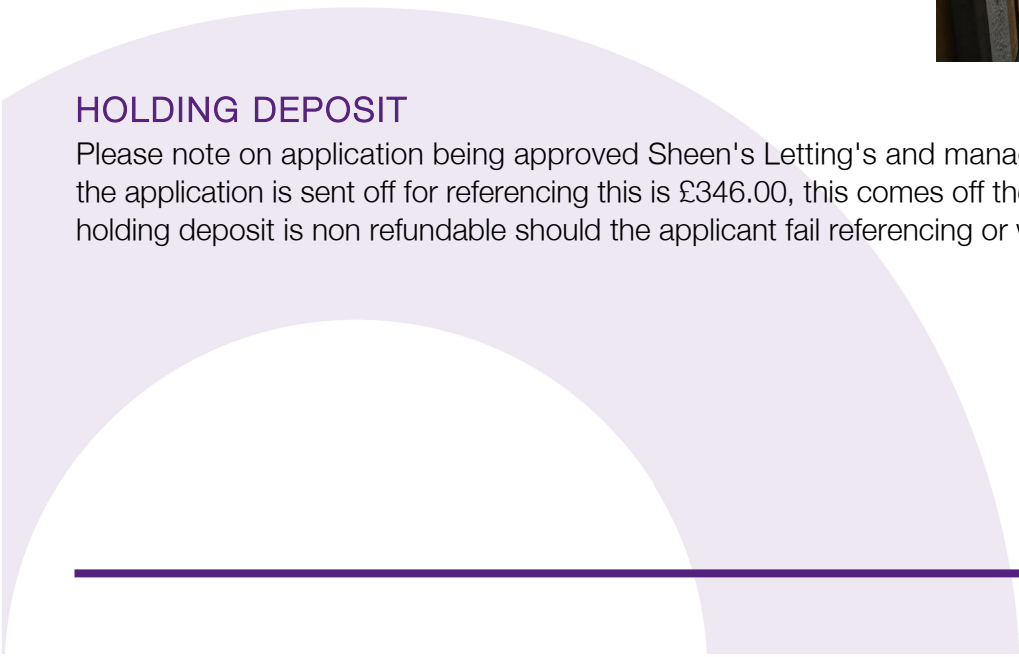 HOLDING DEPOSIT
Please note on application being approved Sheen's Letting's and mana
the application is sent off for referencing this is £346.00, this comes off the
holding deposit is non refundable should the applicant fail referencing or